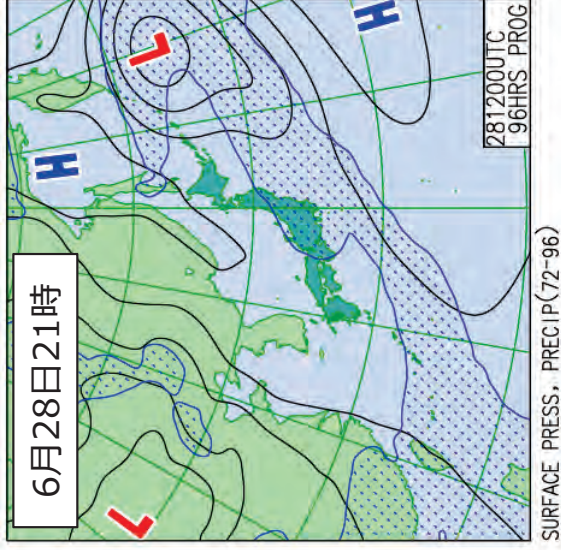 6月28日21時
L
H
H
L
281200UTC
96HRS PROG
SURFACE PRESS, PRECIP(72-96)